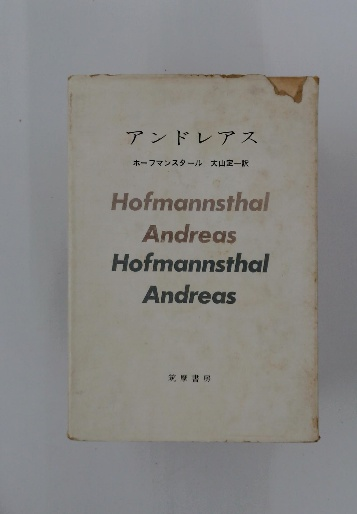 アンドレアス
ホーフマンスタール 大山定一訳
Hofmannsthal
Andreas
Hofmannsthal
Andreas
筑摩書房